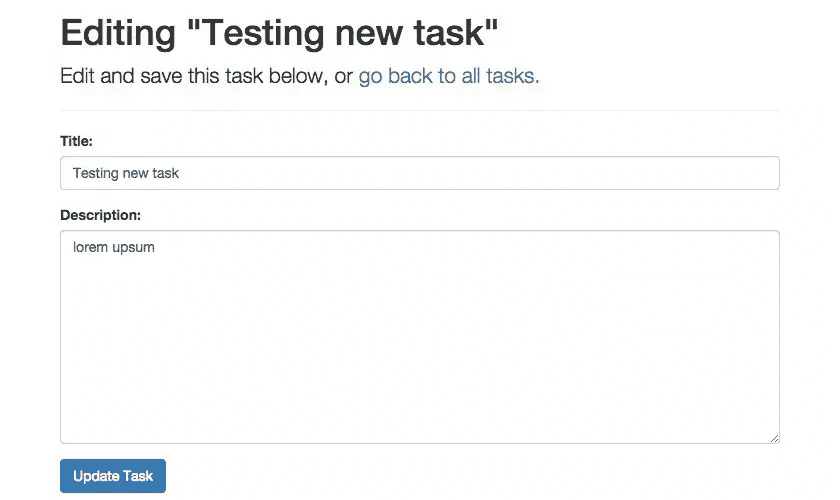 Editing "Testing new task"
Edit and save this task below, or go back to all tasks.
Title:
Testing new task
Description:
lorem upsum
Update Task